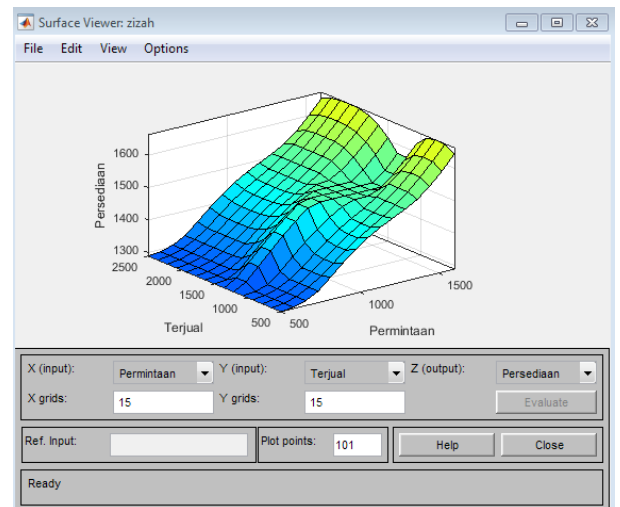 Surface Viewer: zizah
File Edit View Options
1600
1500
1400
1300
Persediaan
2500
2000
1500
1000
500
Terjual
500
1000
1500
Permintaan
X (input): Permintaan Y (input): Terjual Z (output): Persediaan
X grids: 15 Y grids: 15 Evaluate
Ref. Input: Plot points: 101 Help Close
Ready